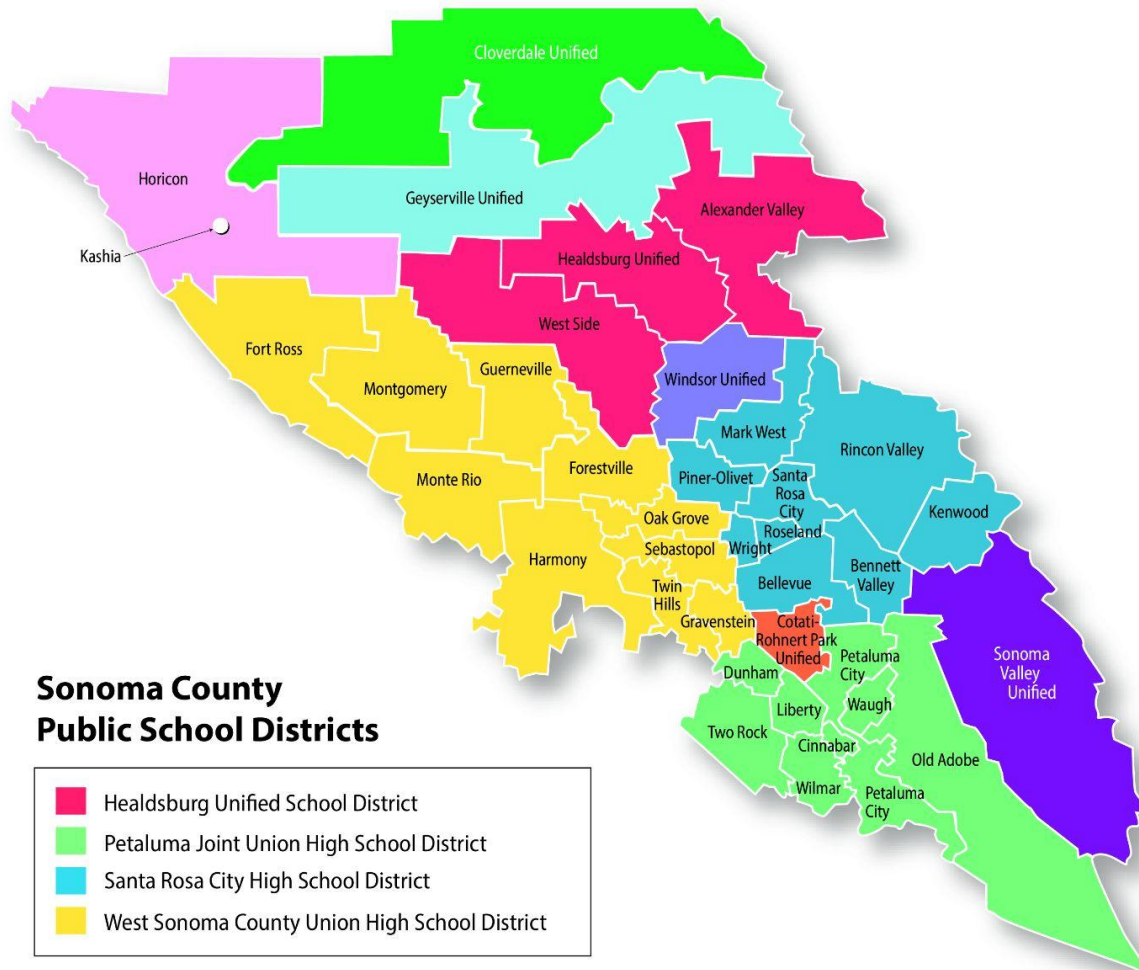 Cloverdale Unified
Horicon
Geyserville Unified
Alexander Valley
Kashia
Healdsburg Unified
West Side
Fort Ross
Guerneville
Windsor Unified
Montgomery
Mark West
Rincon Valley
Monte Rio
Forestville
Piner-Olivet
Santa
Rosa
City
Kenwood
Oak Grove
Roseland
Sebastopol
Wright
Harmony
Bellevue
Bennett
Valley
Twin
Hills
Gravenstein
Cotati-
Rohnert Park
Unified
Sonoma
Valley
Unified
Dunham
Petaluma
City
Waugh
Liberty
Two Rock
Cinnabar
Old Adobe
Wilmar
Petaluma
City
Sonoma County
Public School Districts
Healdsburg Unified School District
Petaluma Joint Union High School District
Santa Rosa City High School District
West Sonoma County Union High School District